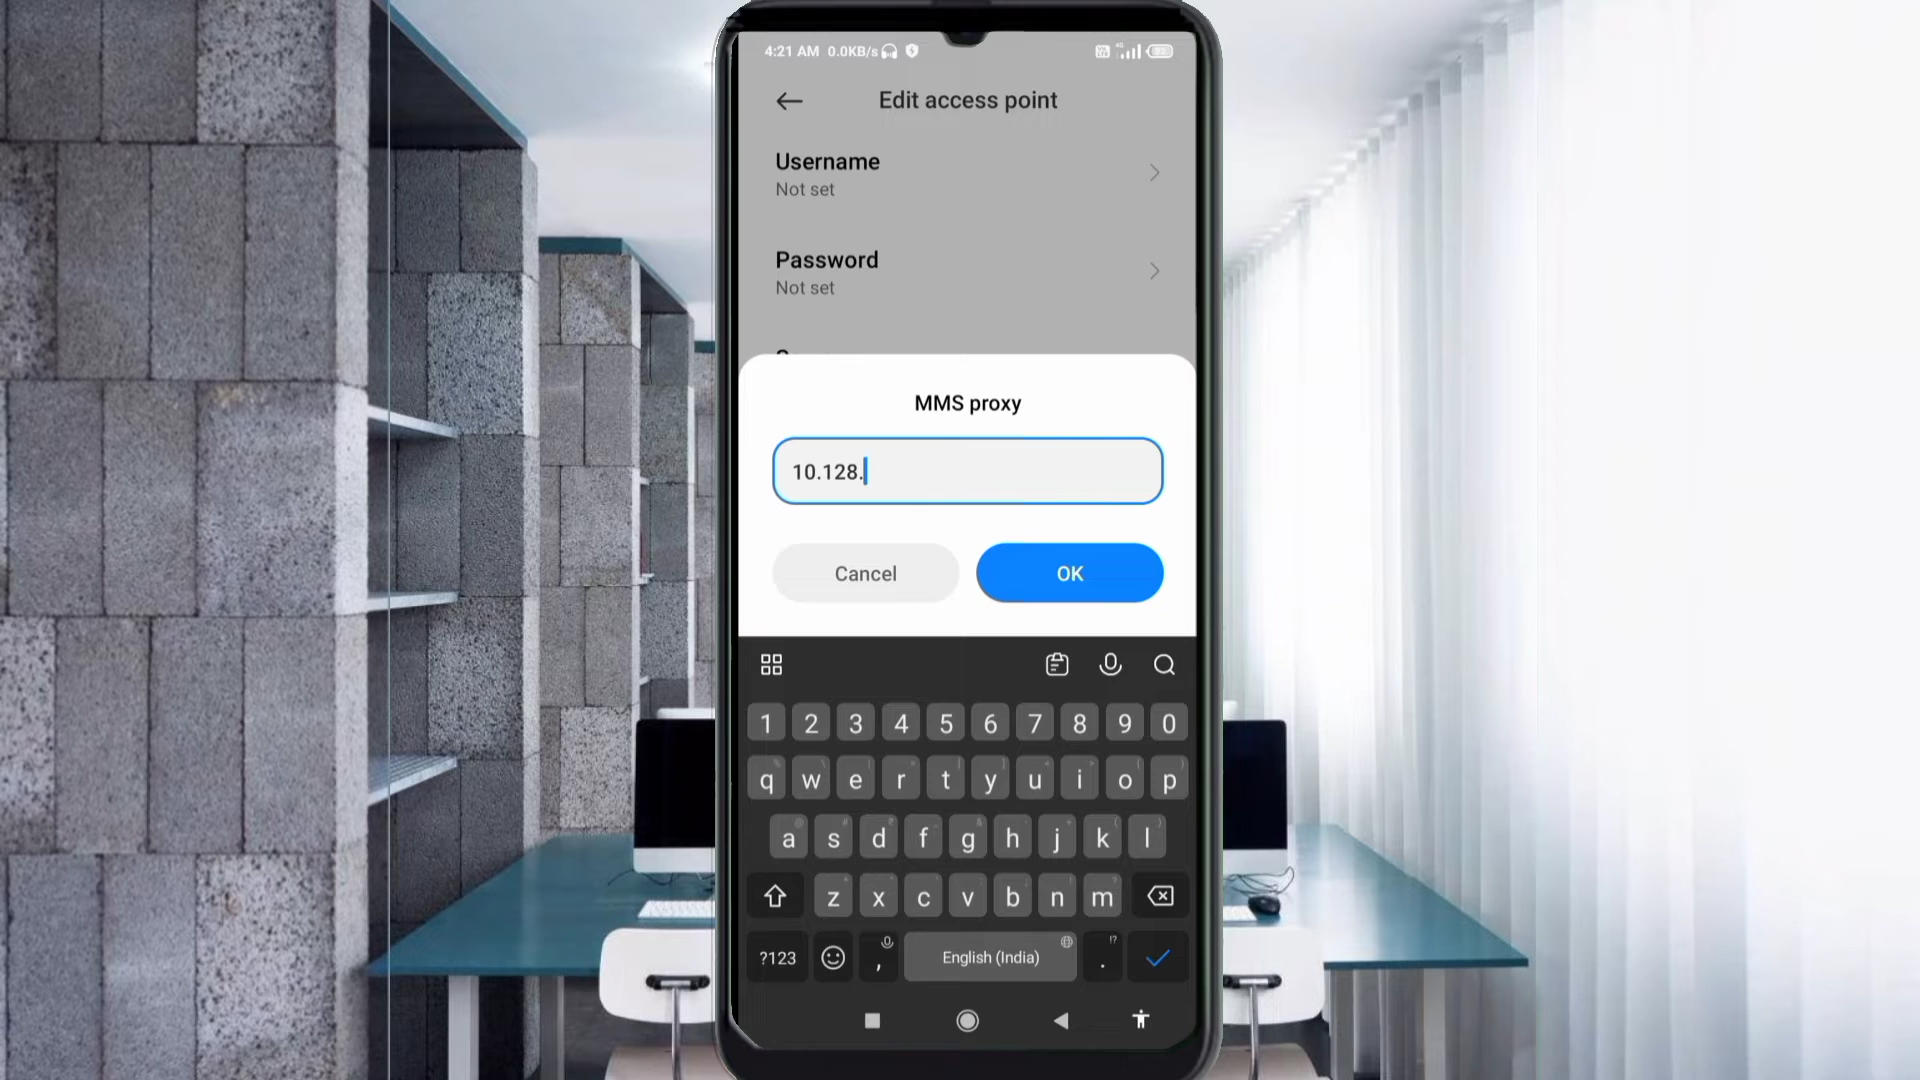 4:21 AM 0.0KB/s
Edit access point
Username
Not set
Password
Not set
MMS proxy
10.128.
Cancel
OK
1 2 3 4 5 6 7 8 9 0
q w e r t y u i o p
a s d f g h j k l
z x c v b n m
?123 , English (India) . !?